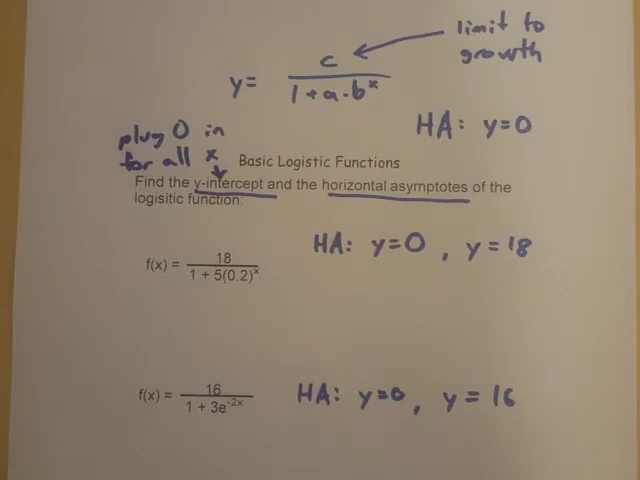 limit to
growth
y = c / (1 + a · b^x)
HA: y=0
plug 0 in
for all x
Basic Logistic Functions
Find the y-intercept and the horizontal asymptotes of the
logisitic function:
HA: y=0 , y=18
f(x) = 18 / (1 + 5(0.2)^x)
f(x) = 16 / (1 + 3e^-2x)
HA: y=0 , y=16